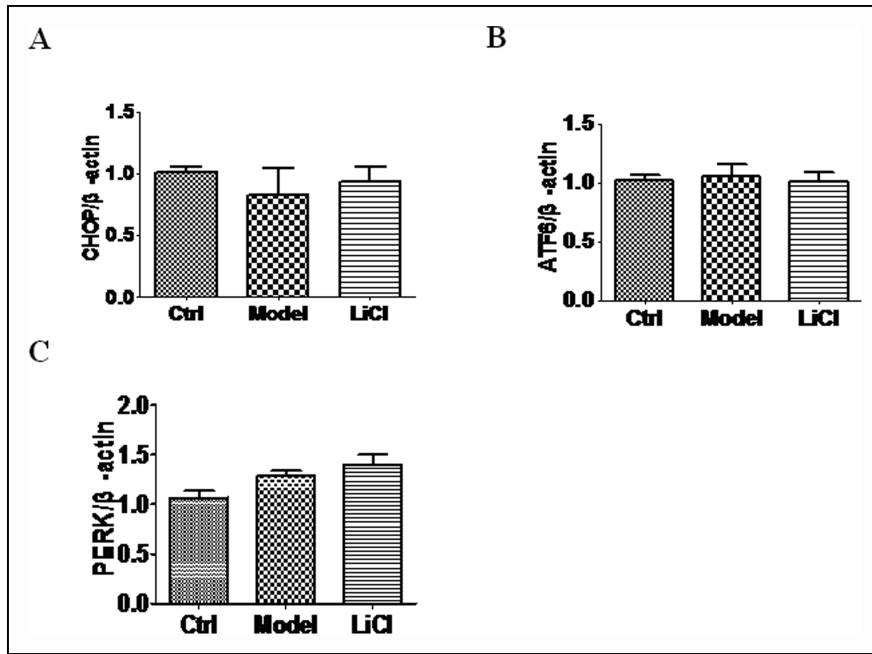 A
CHOP/β -actin
1.5
1.0
0.5
0.0
Ctrl Model LiCl
B
ATF6/β -actin
1.5
1.0
0.5
0.0
Ctrl Model LiCl
C
PERK/β -actin
2.0
1.5
1.0
0.5
0.0
Ctrl Model LiCl